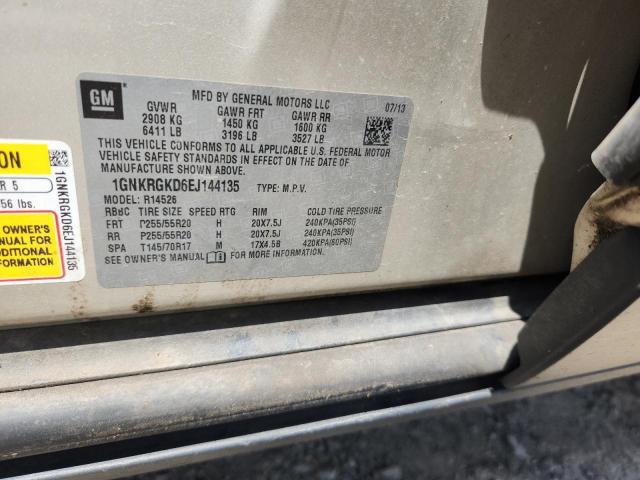 GM
MFD BY GENERAL MOTORS LLC 07/13
GVWR GAWR FRT GAWR RR
2908 KG 1450 KG 1600 KG
6411 LB 3196 LB 3527 LB
THIS VEHICLE CONFORMS TO ALL APPLICABLE U.S. FEDERAL MOTOR
VEHICLE SAFETY STANDARDS IN EFFECT ON THE DATE OF
MANUFACTURE SHOWN ABOVE.
1GNKRGKD6EJ144135 TYPE: M.P.V.
MODEL: R14526
RBBC TIRE SIZE SPEED RTG RIM COLD TIRE PRESSURE
FRT P255/55R20 H 20X7.5J 240KPA(35PSI)
RR P255/55R20 H 20X7.5J 240KPA(35PSI)
SPA T145/70R17 M 17X4.5B 420KPA(60PSI)
SEE OWNER'S MANUAL FOR MORE INFORMATION.
ON
R 5
56 lbs.
OWNER'S
NUAL FOR
DDITIONAL
FORMATION
1GNKRGKD6EJ144135